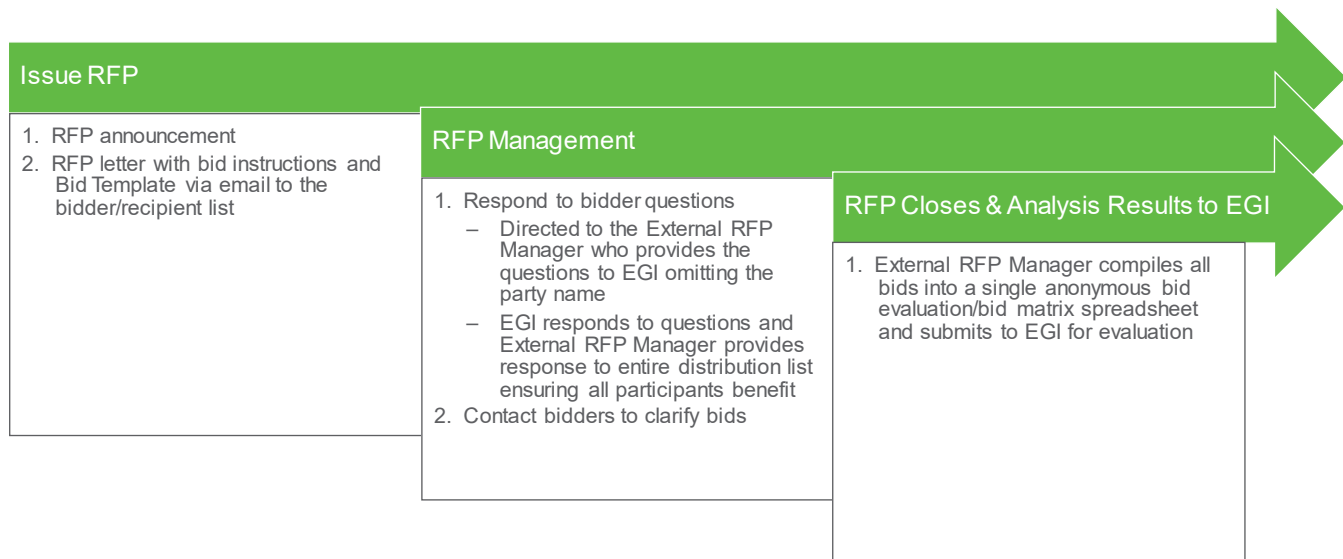 Issue RFP
1. RFP announcement
2. RFP letter with bid instructions and
Bid Template via email to the
bidder/recipient list
RFP Management
1. Respond to bidder questions
– Directed to the External RFP
Manager who provides the
questions to EGI omitting the
party name
– EGI responds to questions and
External RFP Manager provides
response to entire distribution list
ensuring all participants benefit
2. Contact bidders to clarify bids
RFP Closes & Analysis Results to EGI
1. External RFP Manager compiles all
bids into a single anonymous bid
evaluation/bid matrix spreadsheet
and submits to EGI for evaluation